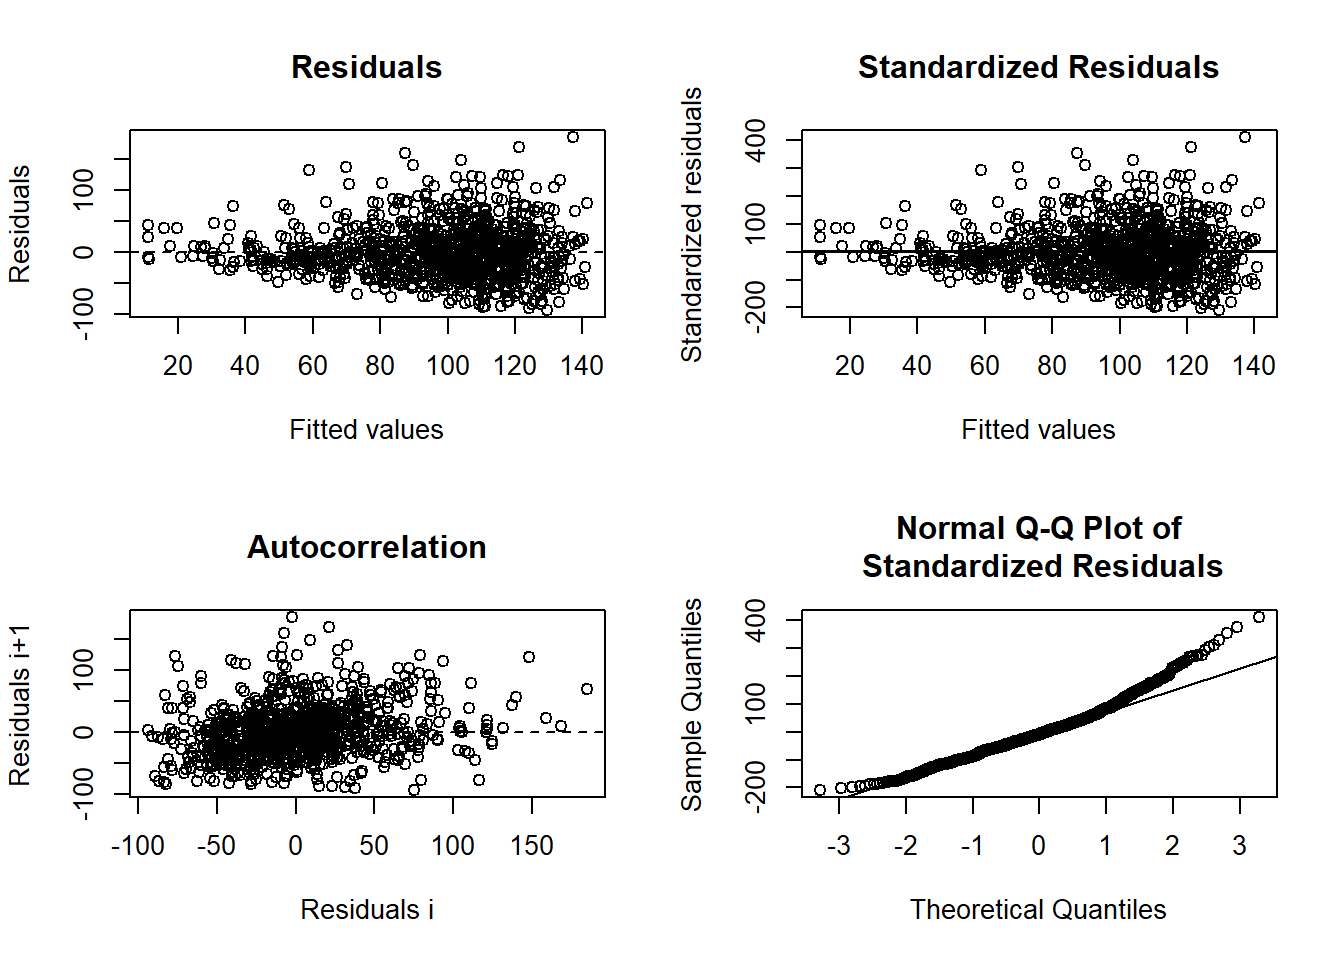 Residuals
Residuals
100
0
-100
20 40 60 80 100 120 140
Fitted values
Standardized Residuals
Standardized residuals
400
100
-200
20 40 60 80 100 120 140
Fitted values
Autocorrelation
Residuals i+1
100
0
-100
-100 -50 0 50 100 150
Residuals i
Normal Q-Q Plot of
Standardized Residuals
Sample Quantiles
400
100
-200
-3 -2 -1 0 1 2 3
Theoretical Quantiles